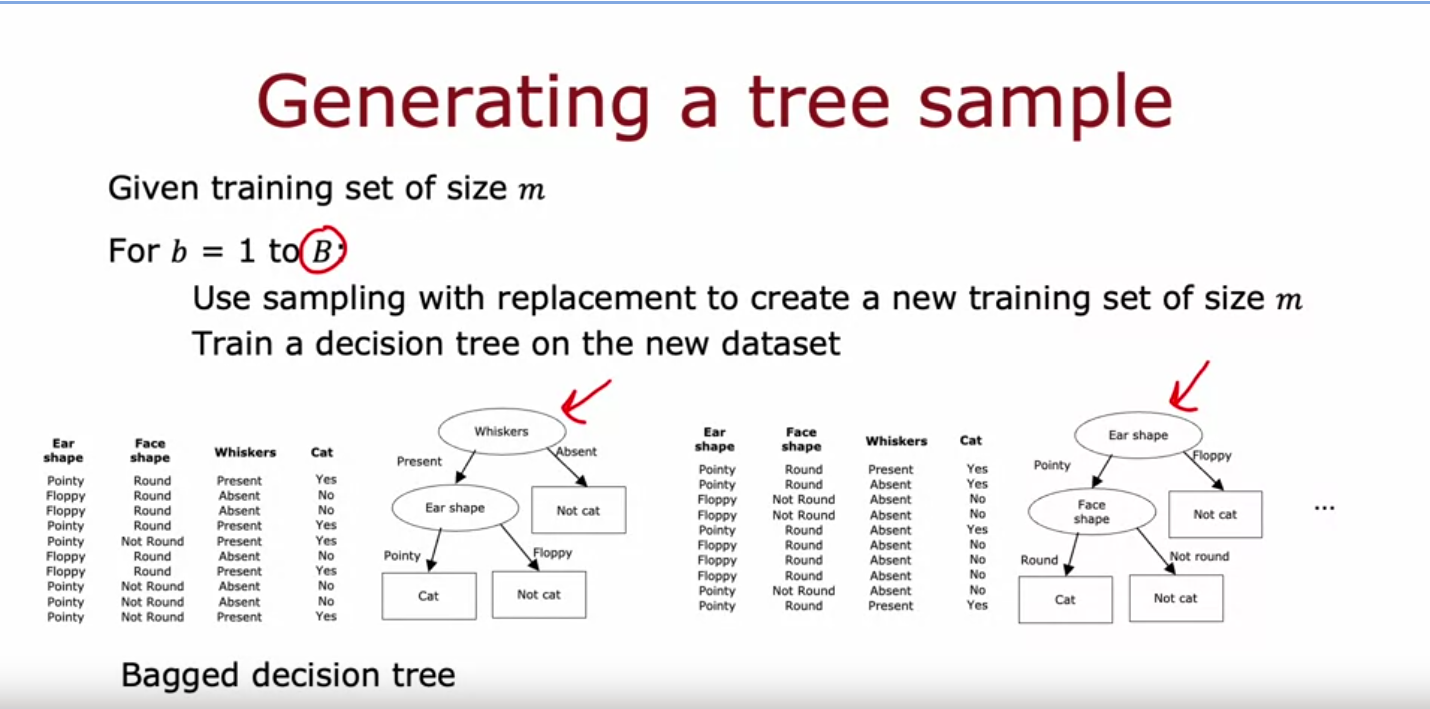 Generating a tree sample
Given training set of size m
For b = 1 to B:
Use sampling with replacement to create a new training set of size m
Train a decision tree on the new dataset
Ear shape Face shape Whiskers Cat
Pointy Round Present Yes
Floppy Round Absent No
Floppy Round Absent No
Pointy Round Present Yes
Pointy Not Round Present Yes
Floppy Round Absent No
Floppy Round Present Yes
Pointy Not Round Absent No
Pointy Not Round Absent No
Pointy Not Round Present Yes
Whiskers
Present Absent
Ear shape Not cat
Pointy Floppy
Cat Not cat
Ear shape Face shape Whiskers Cat
Pointy Round Present Yes
Pointy Round Absent Yes
Floppy Not Round Absent No
Floppy Not Round Absent No
Pointy Round Absent Yes
Floppy Round Absent No
Floppy Round Absent No
Floppy Round Absent No
Pointy Not Round Absent No
Pointy Round Present Yes
Ear shape
Pointy Floppy
Face shape Not cat
Round Not round
Cat Not cat
...
Bagged decision tree